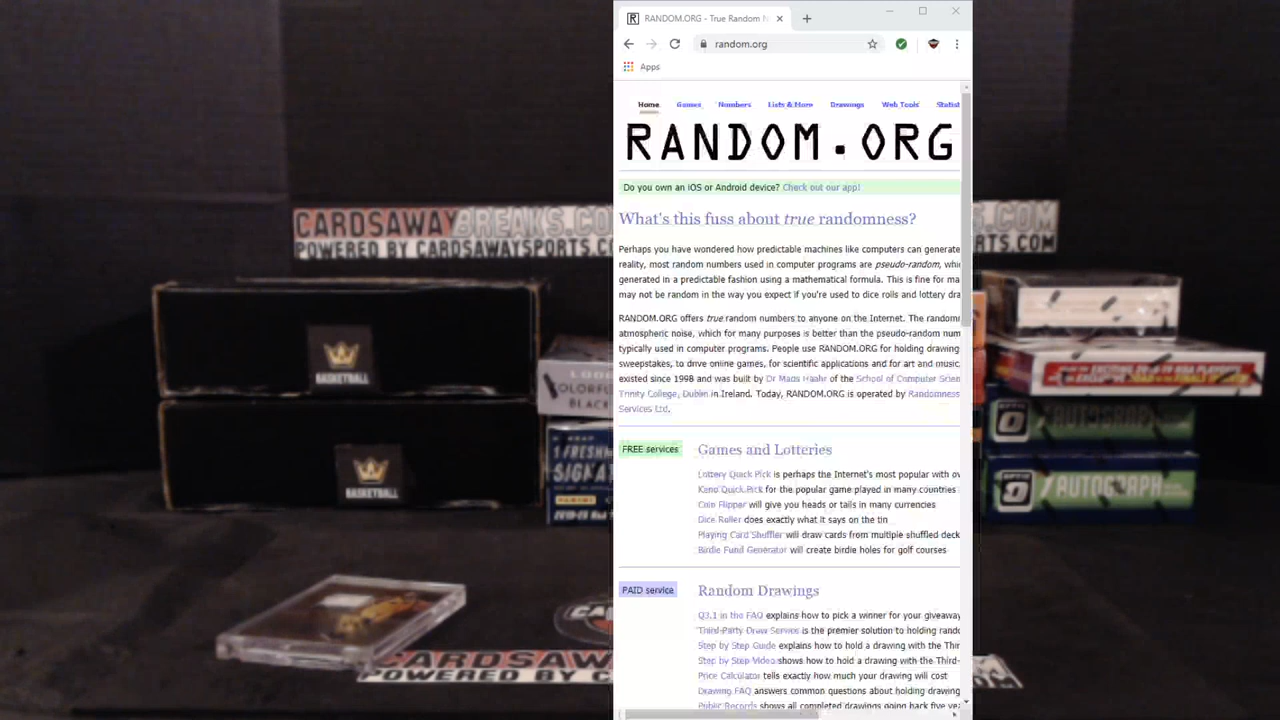 RANDOM.ORG - True Random N
random.org
Apps
Home Games Numbers Lists & More Drawings Web Tools Statist
RANDOM.ORG
Do you own an iOS or Android device? Check out our app!
What's this fuss about true randomness?
Perhaps you have wondered how predictable machines like computers can generate
reality, most random numbers used in computer programs are pseudo-random, whi
generated in a predictable fashion using a mathematical formula. This is fine for ma
may not be random in the way you expect if you're used to dice rolls and lottery dra
RANDOM.ORG offers true random numbers to anyone on the Internet. The random
atmospheric noise, which for many purposes is better than the pseudo-random num
typically used in computer programs. People use RANDOM.ORG for holding drawing
sweepstakes, to drive online games, for scientific applications and for art and music,
existed since 1998 and was built by Dr Mads Haahr of the School of Computer Scien
Trinity College, Dublin in Ireland. Today, RANDOM.ORG is operated by Randomness
Services Ltd.
FREE services
Games and Lotteries
Lottery Quick Pick is perhaps the Internet's most popular with ov
Keno Quick Pick for the popular game played in many countries
Coin Flipper will give you heads or tails in many currencies
Dice Roller does exactly what it says on the tin
Playing Card Shuffler will draw cards from multiple shuffled deck
Birdie Fund Generator will create birdie holes for golf courses
PAID service
Random Drawings
Q3.1 in the FAQ explains how to pick a winner for your giveaway
Third-Party Draw Service is the premier solution to holding rando
Step by Step Guide explains how to hold a drawing with the Thir
Step by Step Video shows how to hold a drawing with the Third-
Price Calculator tells exactly how much your drawing will cost
Drawing FAQ answers common questions about holding drawing
Public Records shows all completed drawings going back five yea
CARDSAWAYBREAKS.COM
POWERED BY CARDSAWAYSPORTS.COM
BASKETBALL
BASKETBALL
AUTOGRAPH
AUTOGRAPH
CARDSAWAY